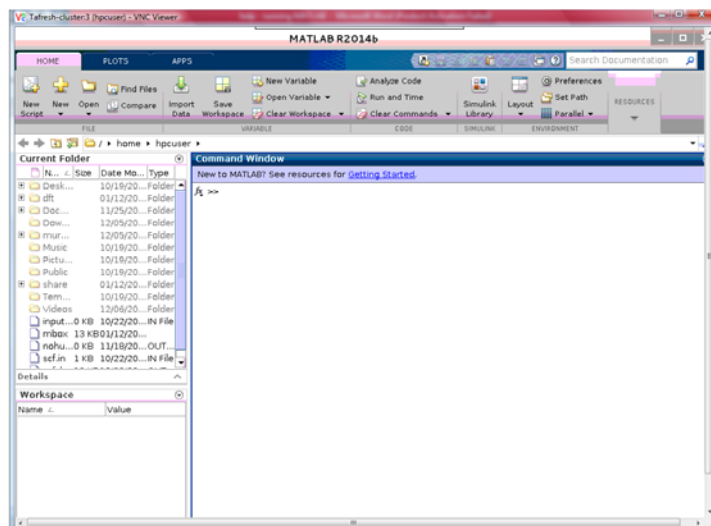 Tafresh-cluster:3 (hpcuser) - VNC Viewer
MATLAB R2014b
HOME PLOTS APPS Search Documentation
New Script New Open Find Files Compare Import Data Save Workspace New Variable Open Variable Clear Workspace Analyze Code Run and Time Clear Commands Simulink Library Layout Preferences Set Path Parallel RESOURCES
FILE VARIABLE CODE SIMULINK ENVIRONMENT
/ home hpcuser
Current Folder
N... Size Date Mo... Type
Desk... 10/19/20... Folder
dft 01/12/20... Folder
Doc... 11/25/20... Folder
Dow... 12/05/20... Folder
mur... 12/05/20... Folder
Music 10/19/20... Folder
Pictu... 10/19/20... Folder
Public 10/19/20... Folder
share 01/12/20... Folder
Tem... 10/19/20... Folder
Videos 12/06/20... Folder
input... 0 KB 10/22/20... IN File
mbox 13 KB 01/12/20...
nohu... 0 KB 11/18/20... OUT...
scf.in 1 KB 10/22/20... IN File
Details
Workspace
Name Value
Command Window
New to MATLAB? See resources for Getting Started.
fx >>